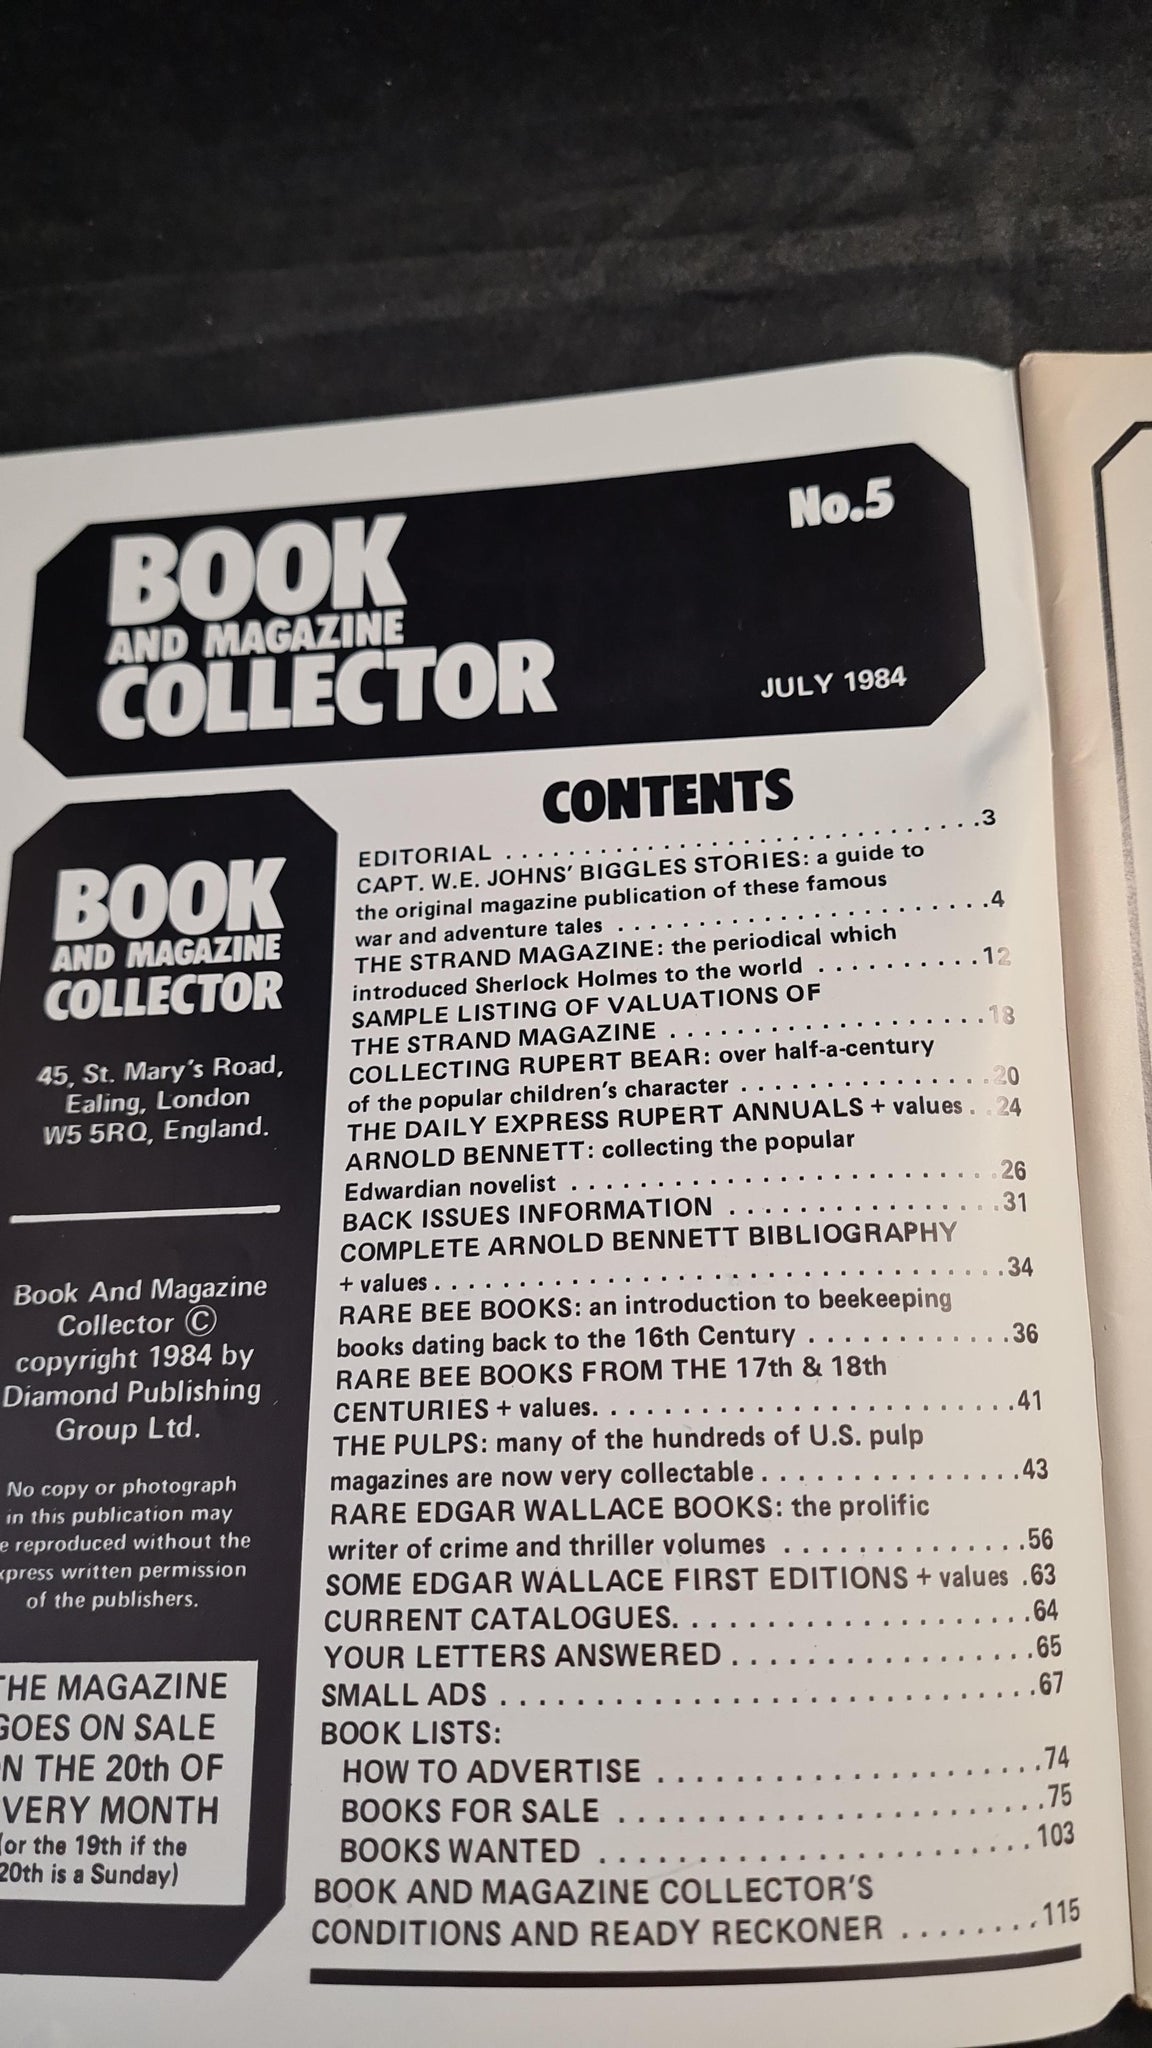 BOOK
AND MAGAZINE
COLLECTOR
No.5
JULY 1984
BOOK
AND MAGAZINE
COLLECTOR
45, St. Mary's Road,
Ealing, London
W5 5RQ, England.
Book And Magazine
Collector ©
copyright 1984 by
Diamond Publishing
Group Ltd.
No copy or photograph
in this publication may
e reproduced without the
xpress written permission
of the publishers.
THE MAGAZINE
GOES ON SALE
N THE 20th OF
VERY MONTH
(or the 19th if the
20th is a Sunday)
CONTENTS
EDITORIAL . . . . . . . . . . . . . . . . . . . . . . . . . . . . . .3
CAPT. W.E. JOHNS' BIGGLES STORIES: a guide to
the original magazine publication of these famous
war and adventure tales . . . . . . . . . . . . . . . . . . . .4
THE STRAND MAGAZINE: the periodical which
introduced Sherlock Holmes to the world . . . . . . . . . .12
SAMPLE LISTING OF VALUATIONS OF
THE STRAND MAGAZINE . . . . . . . . . . . . . . . . . . .18
COLLECTING RUPERT BEAR: over half-a-century
of the popular children's character . . . . . . . . . . . . . . .20
THE DAILY EXPRESS RUPERT ANNUALS + values . . 24
ARNOLD BENNETT: collecting the popular
Edwardian novelist . . . . . . . . . . . . . . . . . . . . . . . .26
BACK ISSUES INFORMATION . . . . . . . . . . . . . . . .31
COMPLETE ARNOLD BENNETT BIBLIOGRAPHY
+ values . . . . . . . . . . . . . . . . . . . . . . . . . . . . . . . .34
RARE BEE BOOKS: an introduction to beekeeping
books dating back to the 16th Century . . . . . . . . . . . .36
RARE BEE BOOKS FROM THE 17th & 18th
CENTURIES + values. . . . . . . . . . . . . . . . . . . . . . . .41
THE PULPS: many of the hundreds of U.S. pulp
magazines are now very collectable . . . . . . . . . . . . . . .43
RARE EDGAR WALLACE BOOKS: the prolific
writer of crime and thriller volumes . . . . . . . . . . . . . .56
SOME EDGAR WALLACE FIRST EDITIONS + values .63
CURRENT CATALOGUES. . . . . . . . . . . . . . . . . . . .64
YOUR LETTERS ANSWERED . . . . . . . . . . . . . . . . .65
SMALL ADS . . . . . . . . . . . . . . . . . . . . . . . . . . . . .67
BOOK LISTS:
HOW TO ADVERTISE . . . . . . . . . . . . . . . . . . . . .74
BOOKS FOR SALE . . . . . . . . . . . . . . . . . . . . . . .75
BOOKS WANTED . . . . . . . . . . . . . . . . . . . . . . .103
BOOK AND MAGAZINE COLLECTOR'S
CONDITIONS AND READY RECKONER . . . . . . . .115